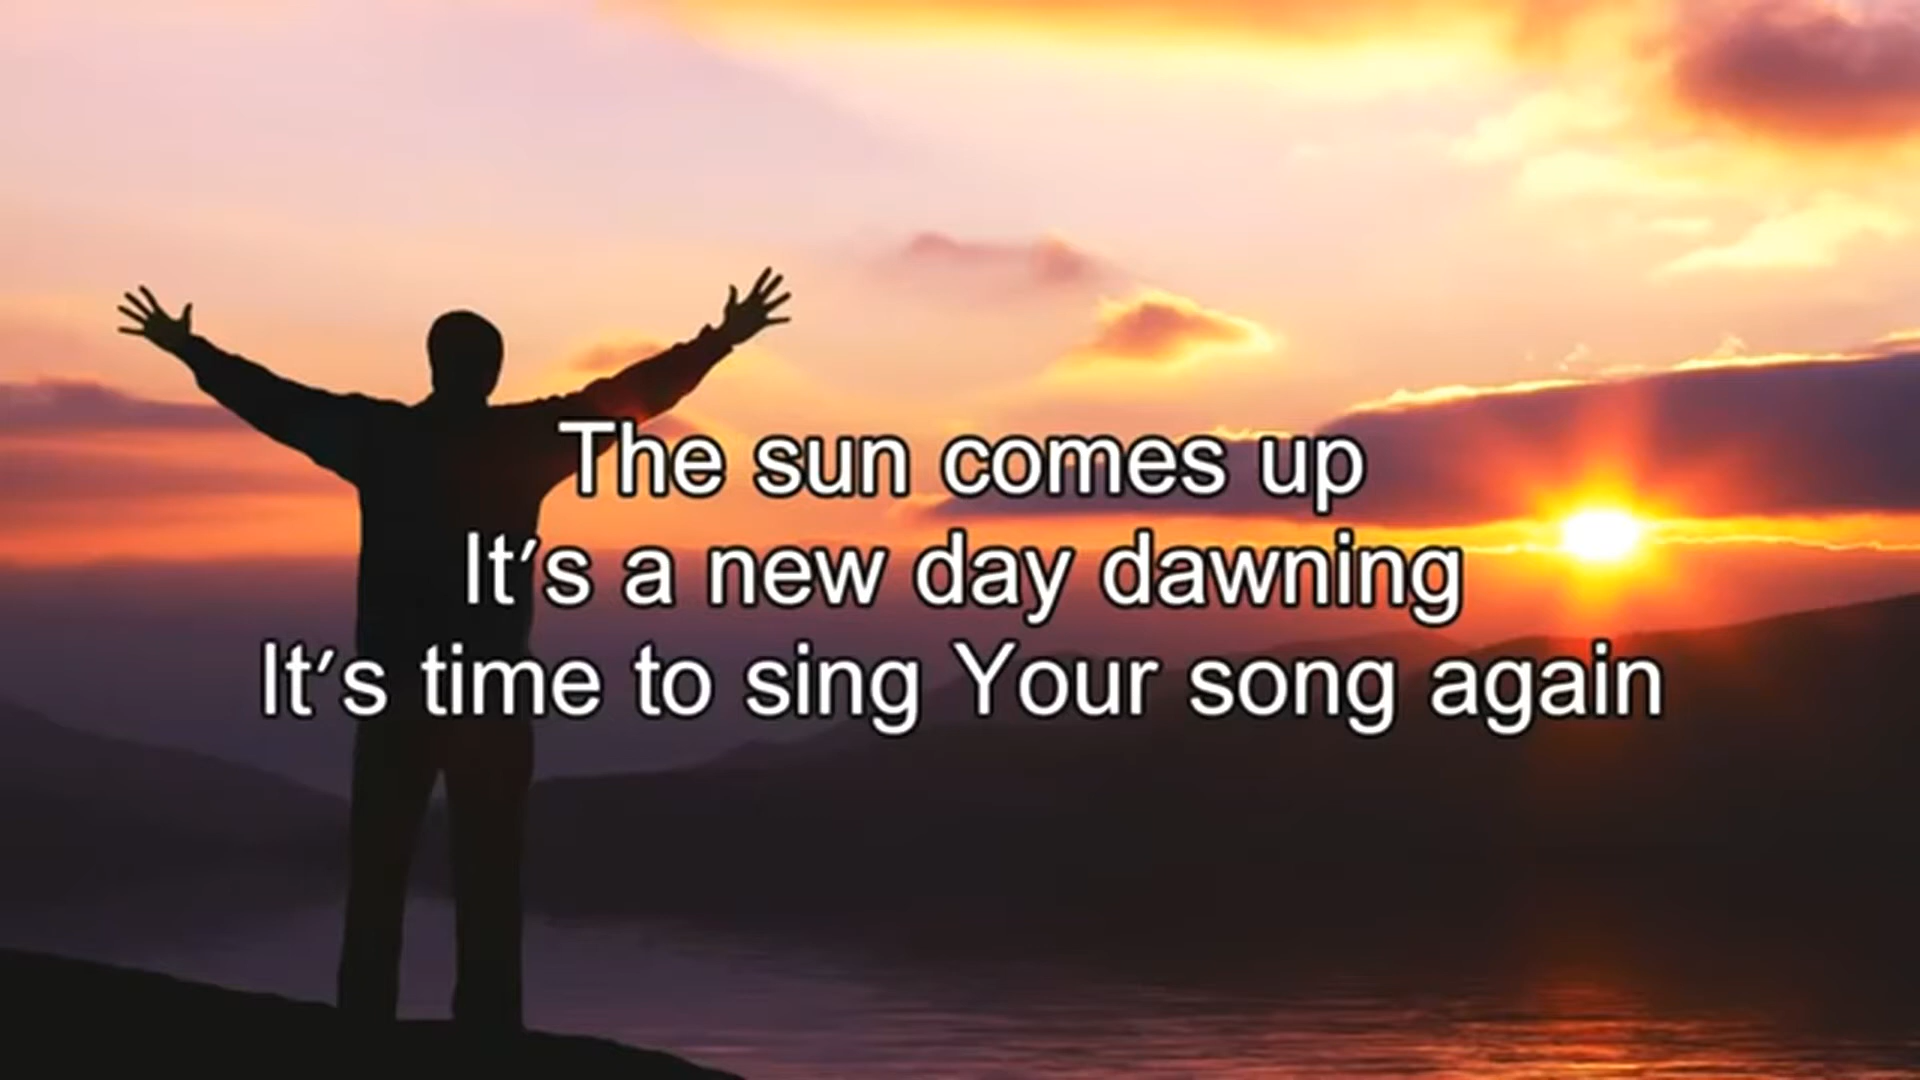 The sun comes up
It's a new day dawning
It's time to sing Your song again